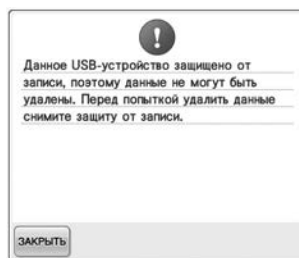 Данное USB-устройство защищено от
записи, поэтому данные не могут быть
удалены. Перед попыткой удалить данные
снимите защиту от записи.
ЗАКРЫТЬ